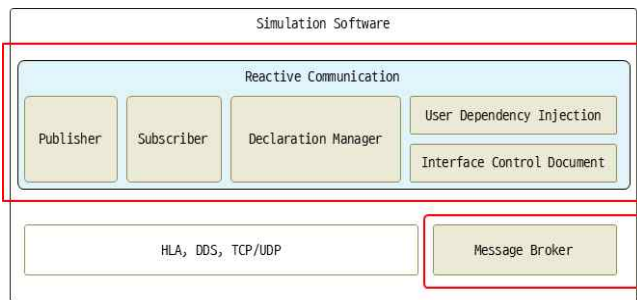 Simulation Software
Reactive Communication
Publisher
Subscriber
Declaration Manager
User Dependency Injection
Interface Control Document
HLA, DDS, TCP/UDP
Message Broker